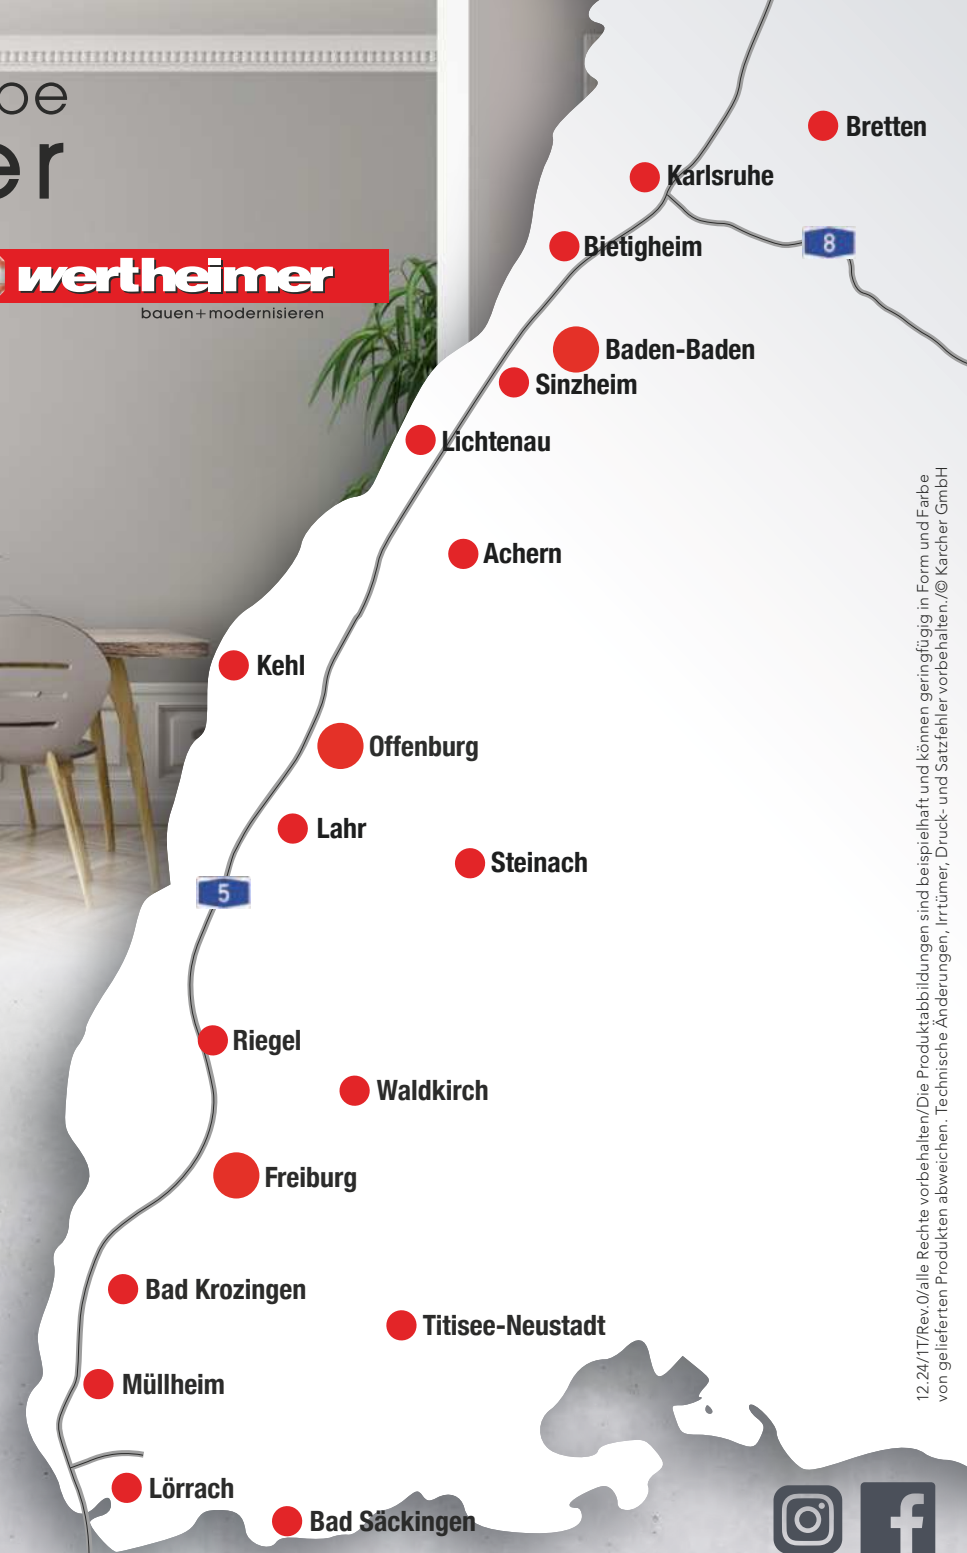 be
er
wertheimer
bauen+modernisieren
Bretten
Karlsruhe
Bietigheim
8
Baden-Baden
Sinzheim
Lichtenau
Achern
Kehl
Offenburg
Lahr
Steinach
5
Riegel
Waldkirch
Freiburg
Bad Krozingen
Titisee-Neustadt
Müllheim
Lörrach
Bad Säckingen
12.24/1T/Rev.0/alle Rechte vorbehalten/Die Produktabbildungen sind beispielhaft und können geringfügig in Form und Farbe
von gelieferten Produkten abweichen. Technische Änderungen, Irrtümer, Druck- und Satzfehler vorbehalten./© Karcher GmbH